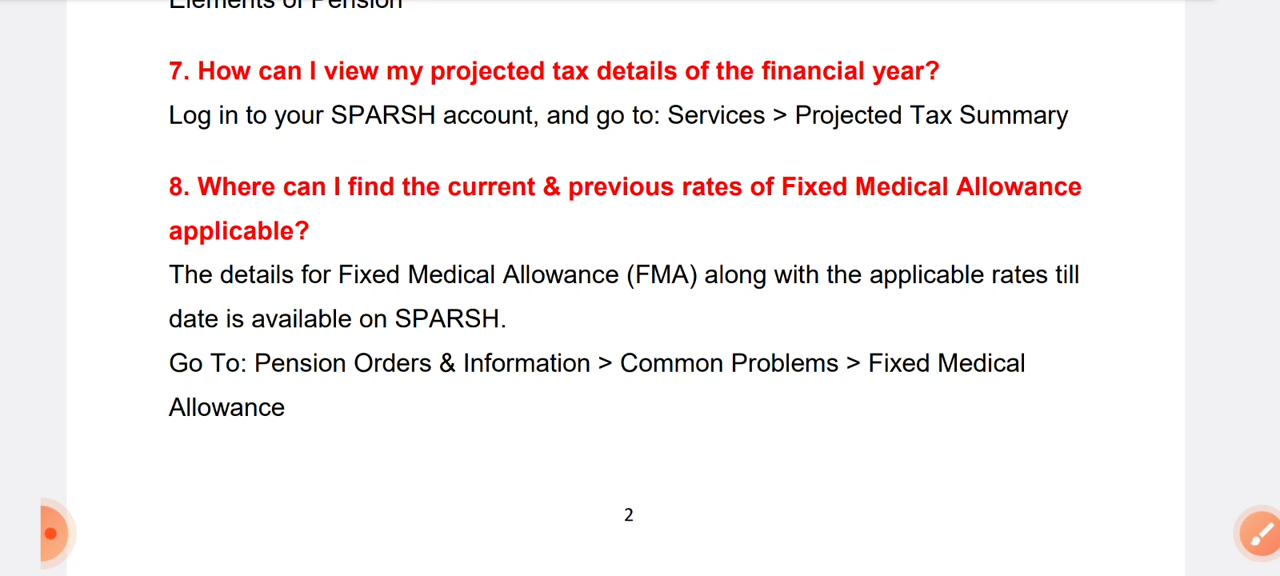 Elements of Pension
7. How can I view my projected tax details of the financial year?
Log in to your SPARSH account, and go to: Services > Projected Tax Summary
8. Where can I find the current & previous rates of Fixed Medical Allowance
applicable?
The details for Fixed Medical Allowance (FMA) along with the applicable rates till
date is available on SPARSH.
Go To: Pension Orders & Information > Common Problems > Fixed Medical
Allowance
2